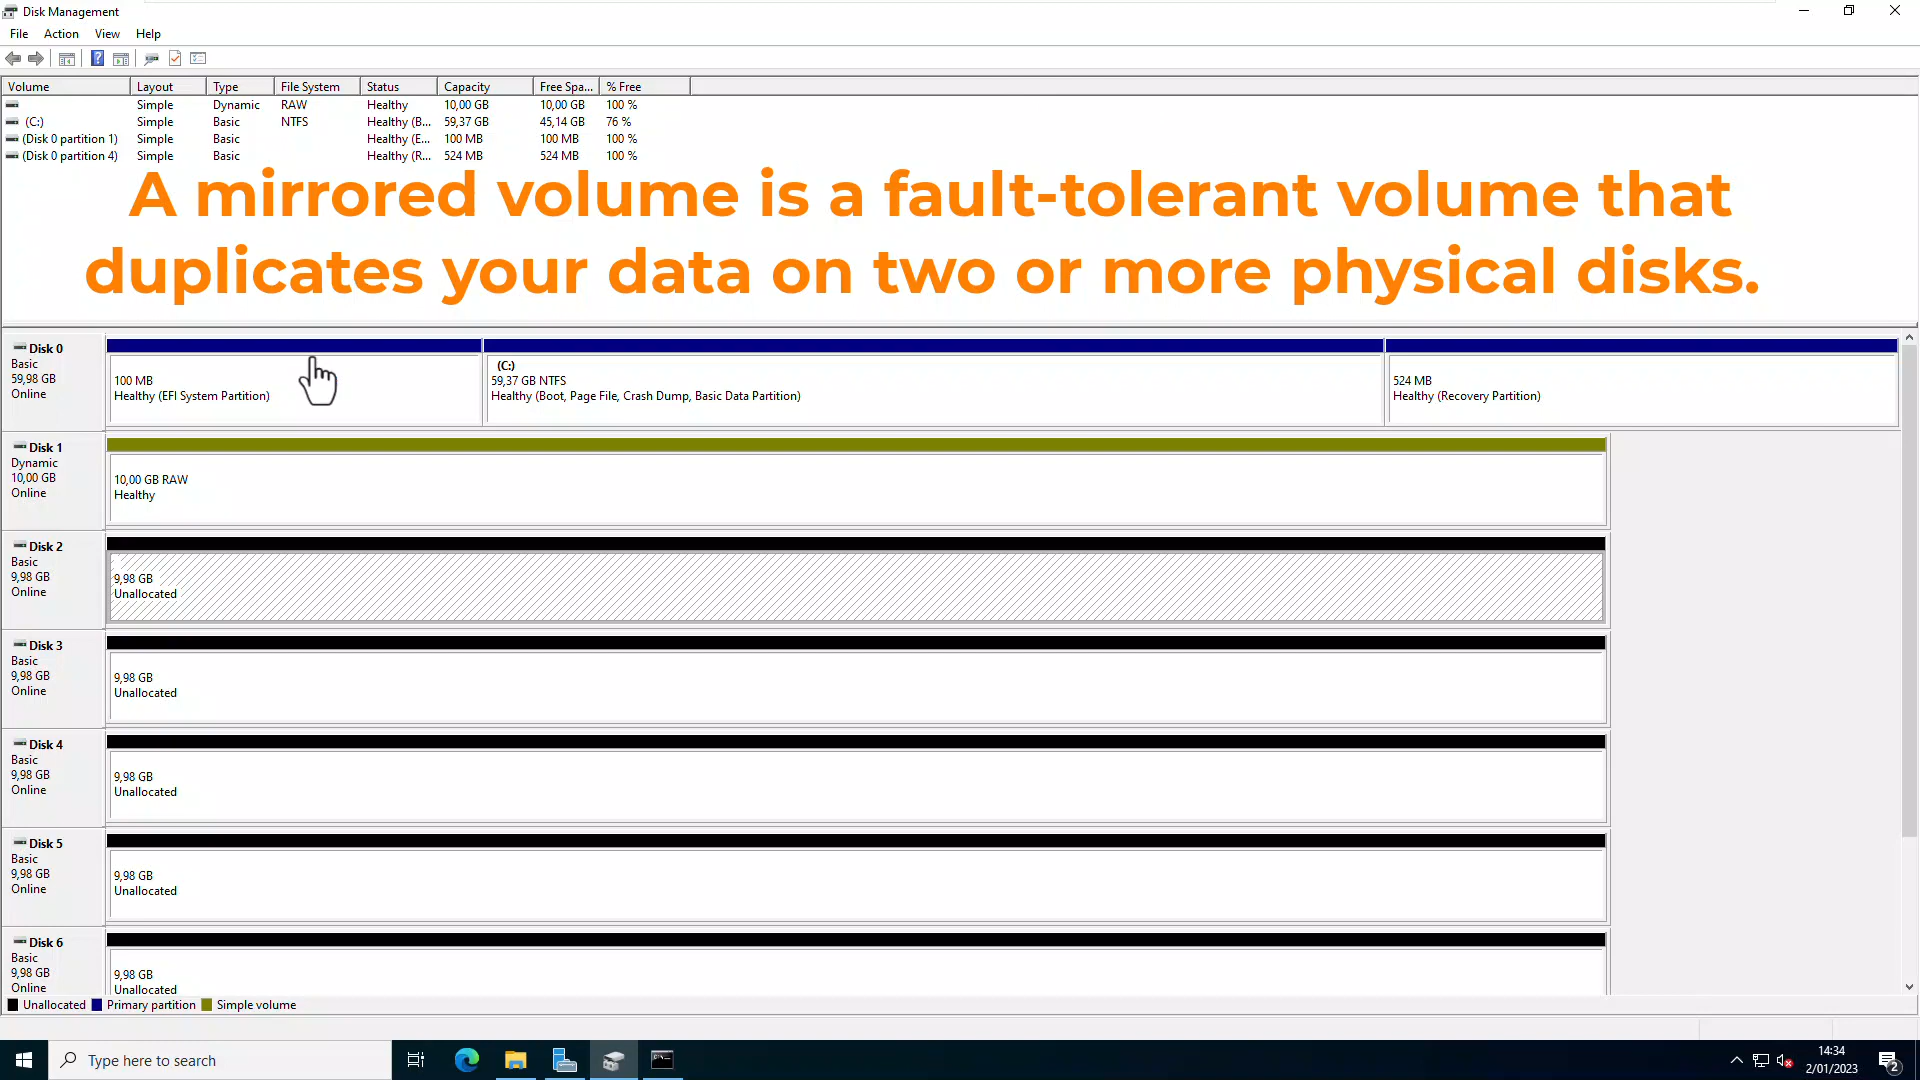 Disk Management
File Action View Help
Volume Layout Type File System Status Capacity Free Spa... % Free
Simple Dynamic RAW Healthy 10,00 GB 10,00 GB 100 %
(C:) Simple Basic NTFS Healthy (B... 59,37 GB 45,14 GB 76 %
(Disk 0 partition 1) Simple Basic Healthy (E... 100 MB 100 MB 100 %
(Disk 0 partition 4) Simple Basic Healthy (R... 524 MB 524 MB 100 %
A mirrored volume is a fault-tolerant volume that
duplicates your data on two or more physical disks.
Disk 0
Basic
59,98 GB
Online
100 MB
Healthy (EFI System Partition)
(C:)
59,37 GB NTFS
Healthy (Boot, Page File, Crash Dump, Basic Data Partition)
524 MB
Healthy (Recovery Partition)
Disk 1
Dynamic
10,00 GB
Online
10,00 GB RAW
Healthy
Disk 2
Basic
9,98 GB
Online
9,98 GB
Unallocated
Disk 3
Basic
9,98 GB
Online
9,98 GB
Unallocated
Disk 4
Basic
9,98 GB
Online
9,98 GB
Unallocated
Disk 5
Basic
9,98 GB
Online
9,98 GB
Unallocated
Disk 6
Basic
9,98 GB
Online
9,98 GB
Unallocated
Unallocated Primary partition Simple volume
Type here to search
14:34
2/01/2023
2